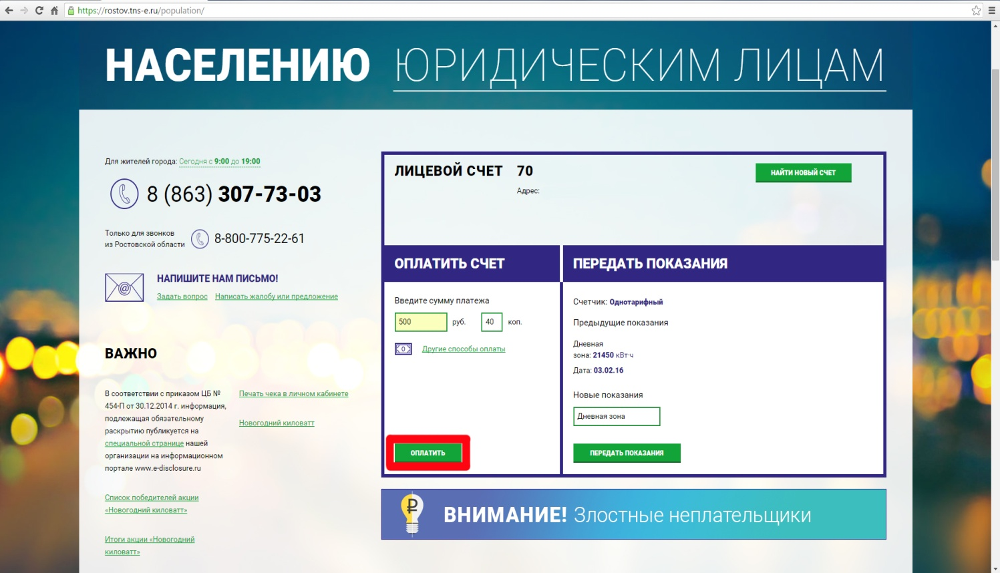 https://rostov.tns-e.ru/population/
НАСЕЛЕНИЮ ЮРИДИЧЕСКИМ ЛИЦАМ
Для жителей города: Сегодня с 9:00 до 19:00
8 (863) 307-73-03
Только для звонков
из Ростовской области
8-800-775-22-61
@
НАПИШИТЕ НАМ ПИСЬМО!
Задать вопрос Написать жалобу или предложение
ВАЖНО
В соответствии с приказом ЦБ №
454-П от 30.12.2014 г. информация,
подлежащая обязательному
раскрытию публикуется на
специальной странице нашей
организации на информационном
портале www.e-disclosure.ru
Список победителей акции
«Новогодний киловатт»
Итоги акции «Новогодний
киловатт»
Печать чека в личном кабинете
Новогодний киловатт
ЛИЦЕВОЙ СЧЕТ 70
Адрес:
НАЙТИ НОВЫЙ СЧЕТ
ОПЛАТИТЬ СЧЕТ
Введите сумму платежа
500 руб. 40 коп.
Другие способы оплаты
ОПЛАТИТЬ
ПЕРЕДАТЬ ПОКАЗАНИЯ
Счетчик: Однотарифный
Предыдущие показания
Дневная
зона: 21450 кВт·ч
Дата: 03.02.16
Новые показания
Дневная зона
ПЕРЕДАТЬ ПОКАЗАНИЯ
₽
ВНИМАНИЕ! Злостные неплательщики